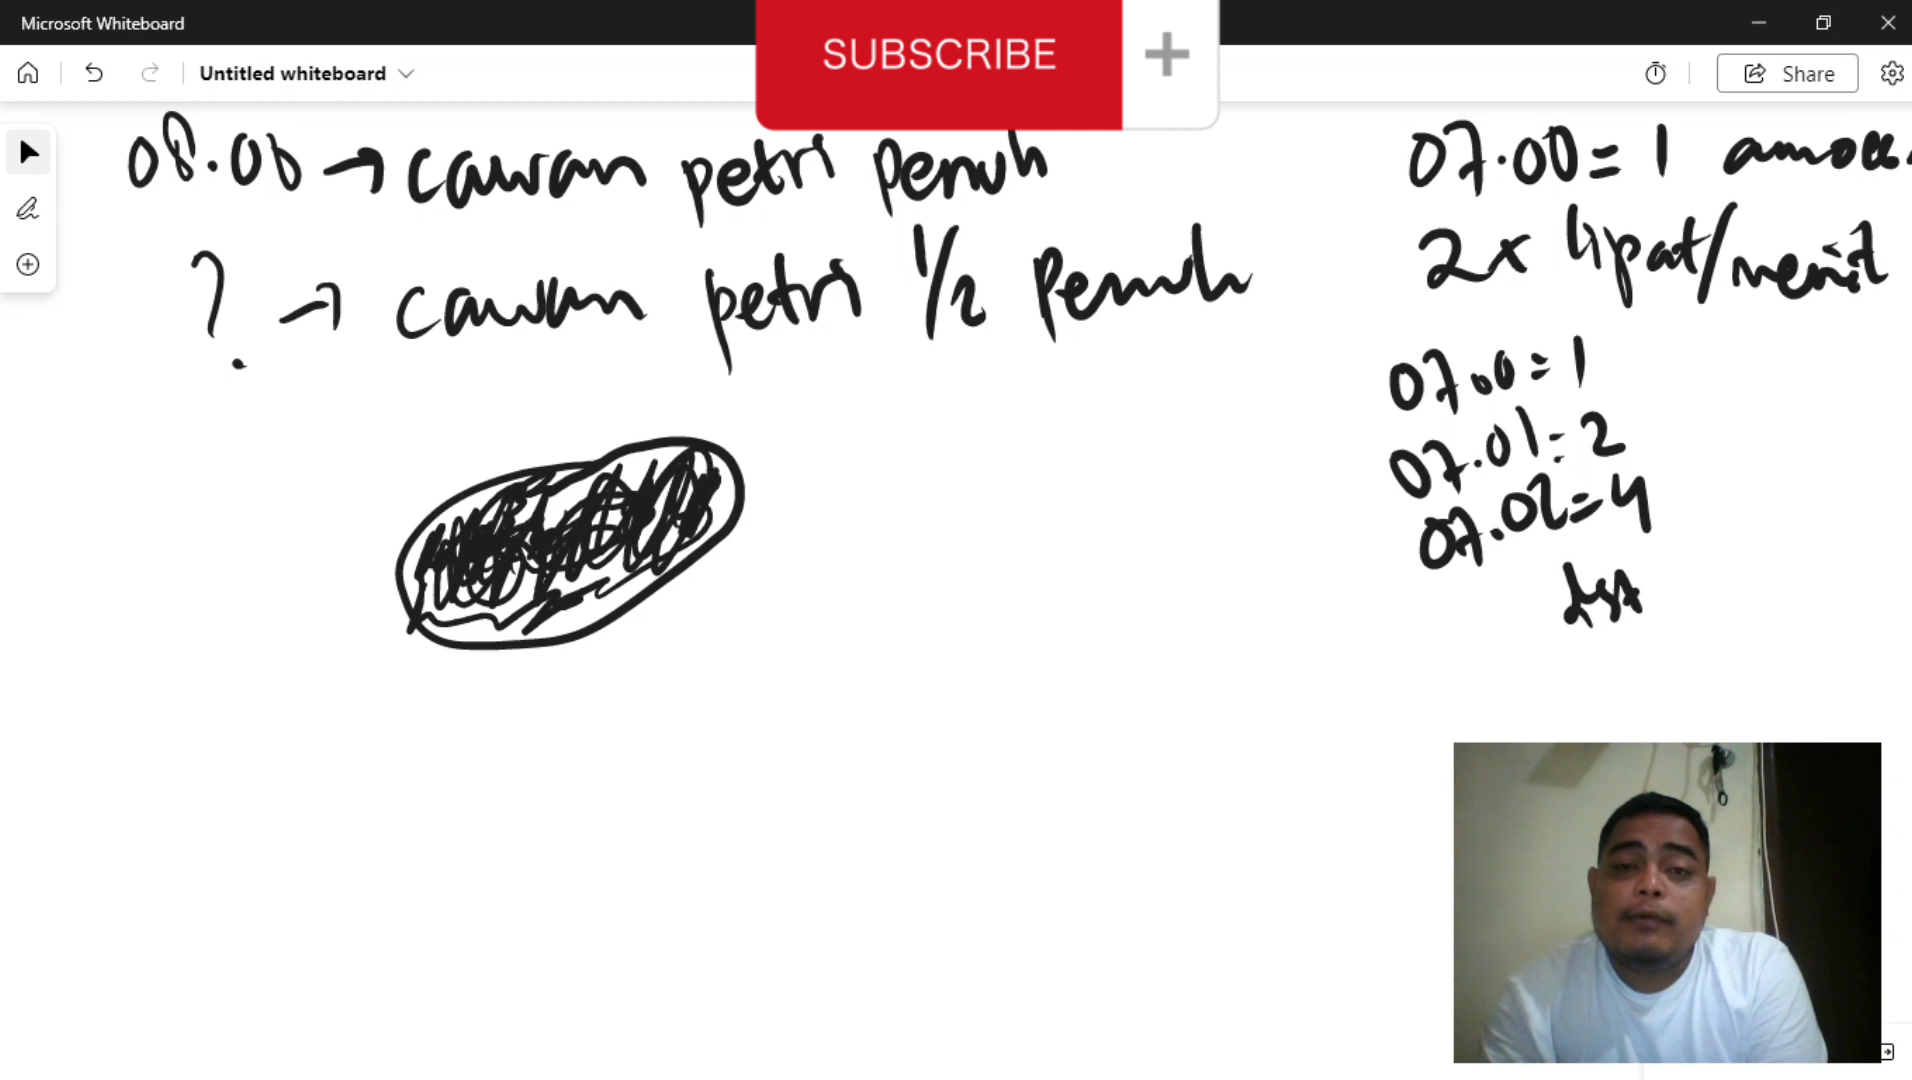 Microsoft Whiteboard
Untitled whiteboard
SUBSCRIBE
Share
08.00 → cawan petri penuh
? → cawan petri 1/2 Penuh
07.00 = 1
2x lipat/menit
07.00 = 1
07.01 = 2
07.02 = 4
dst